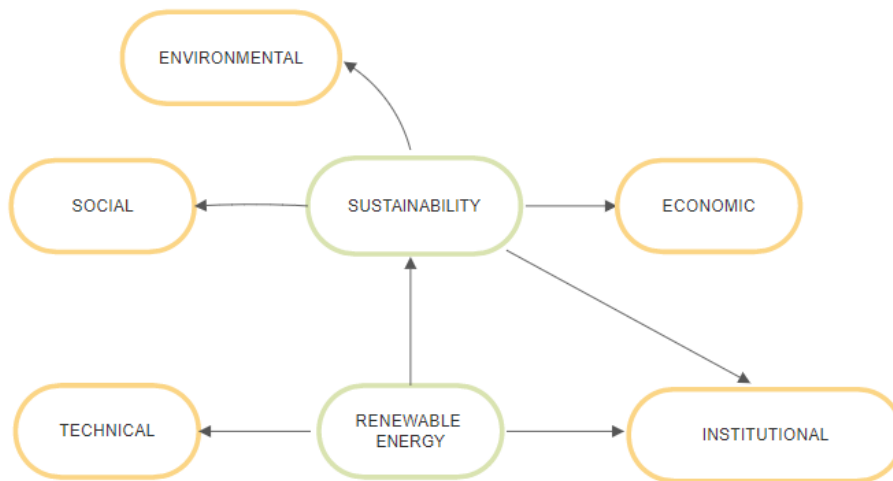 ENVIRONMENTAL
SOCIAL
SUSTAINABILITY
ECONOMIC
TECHNICAL
RENEWABLE
ENERGY
INSTITUTIONAL